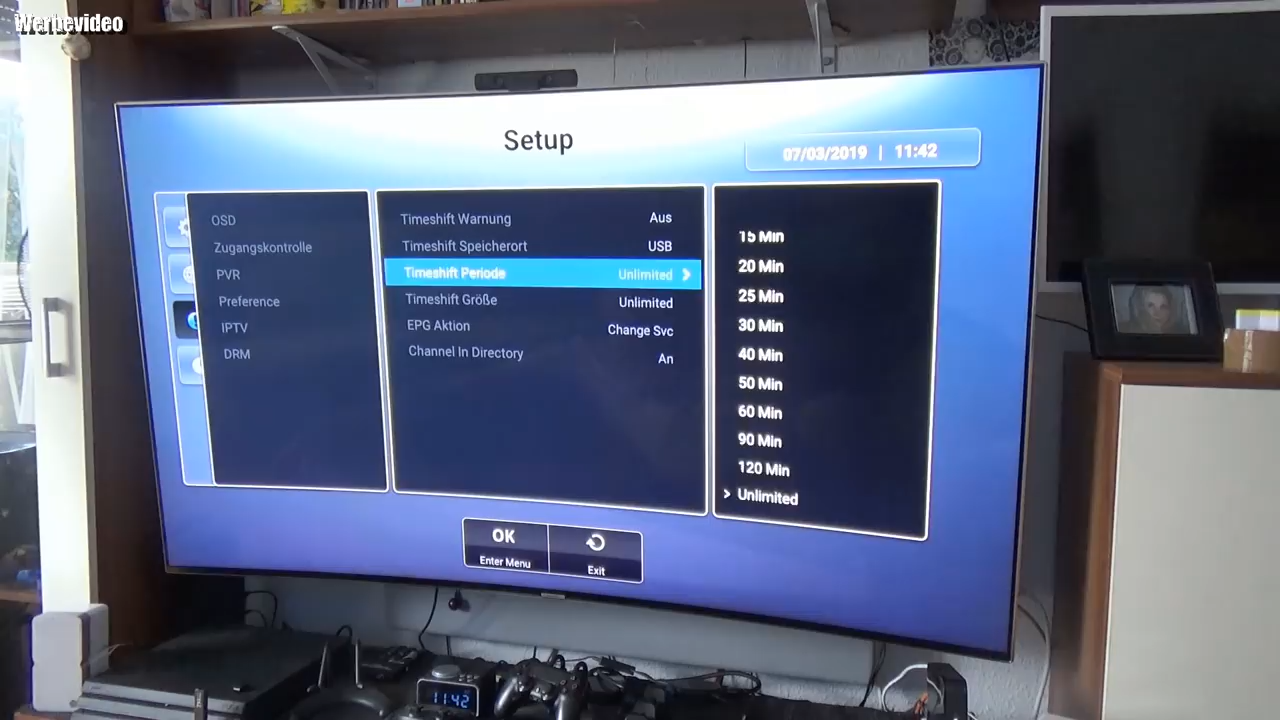 Werbevideo
Setup
07/03/2019 | 11:42
OSD
Zugangskontrolle
PVR
Preference
IPTV
DRM
Timeshift Warnung Aus
Timeshift Speicherort USB
Timeshift Periode Unlimited >
Timeshift Größe Unlimited
EPG Aktion Change Svc
Channel In Directory An
15 Min
20 Min
25 Min
30 Min
40 Min
50 Min
60 Min
90 Min
120 Min
> Unlimited
OK
Enter Menu
Exit
11:42